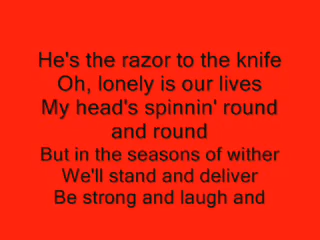 He's the razor to the knife
Oh, lonely is our lives
My head's spinnin' round
and round
But in the seasons of wither
We'll stand and deliver
Be strong and laugh and